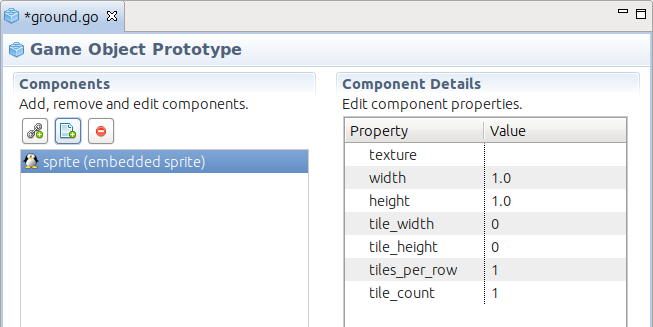 *ground.go
Game Object Prototype
Components
Add, remove and edit components.
sprite (embedded sprite)
Component Details
Edit component properties.
Property Value
texture
width 1.0
height 1.0
tile_width 0
tile_height 0
tiles_per_row 1
tile_count 1